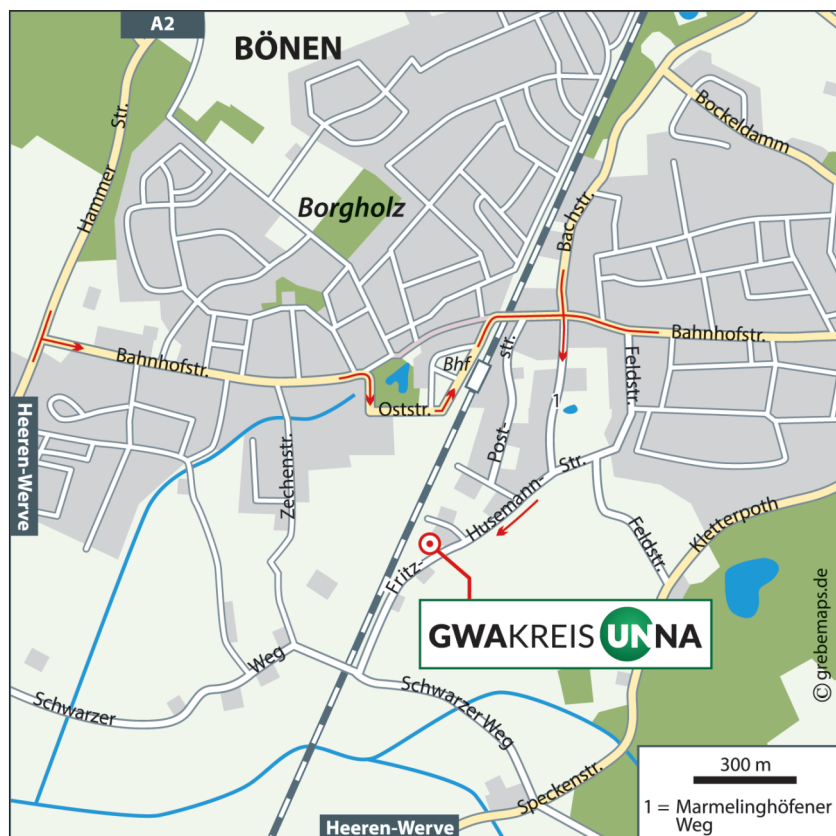 A2
BÖNEN
Hammer Str.
Bockeldamm
Borgholz
Bachstr.
Bahnhofstr.
Bhf
Bahnhofstr.
Feldstr.
Oststr.
Post-
str.
1
Heeren-Werve
Zechenstr.
Husemann-
Str.
Fritz-
Feldstr.
Kletterpoth
GWAKREIS UNNA
Schwarzer
Weg
Schwarzer Weg
© grebemaps.de
300 m
1 = Marmelinghöfener
Weg
Speckenstr.
Heeren-Werve